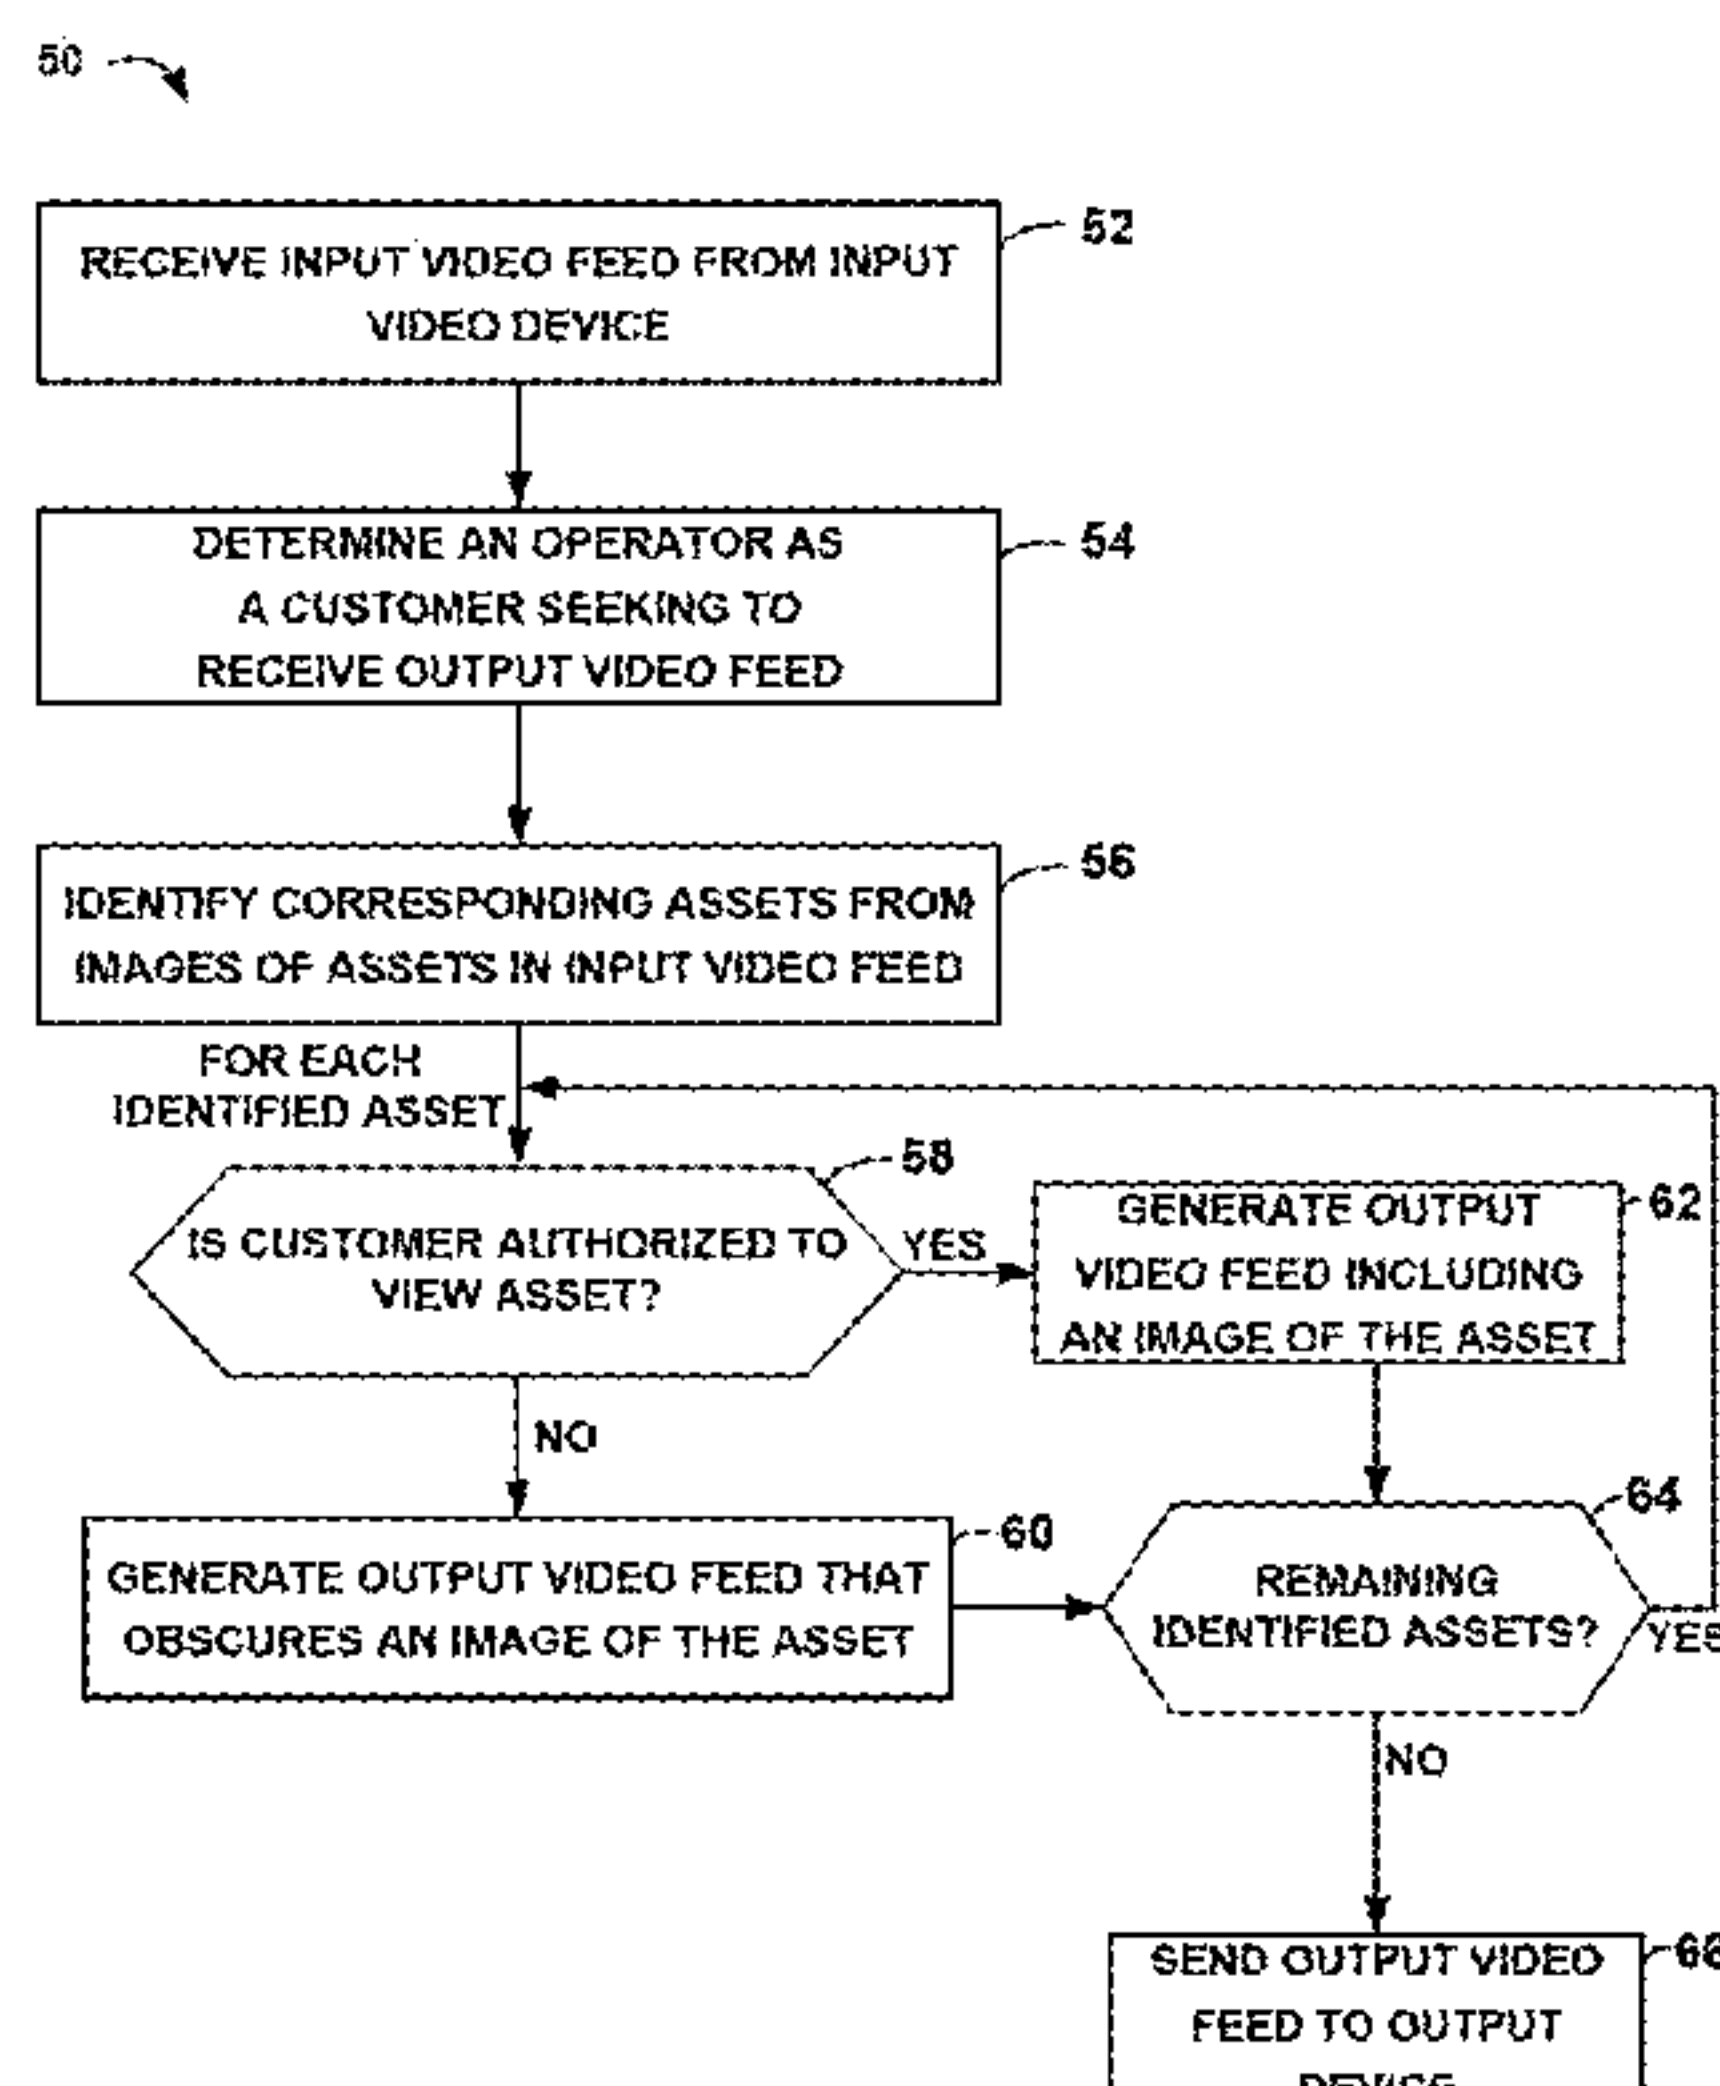 50
RECEIVE INPUT VIDEO FEED FROM INPUT
VIDEO DEVICE
52
DETERMINE AN OPERATOR AS
A CUSTOMER SEEKING TO
RECEIVE OUTPUT VIDEO FEED
54
IDENTIFY CORRESPONDING ASSETS FROM
IMAGES OF ASSETS IN INPUT VIDEO FEED
56
FOR EACH
IDENTIFIED ASSET
IS CUSTOMER AUTHORIZED TO
VIEW ASSET?
58
YES
GENERATE OUTPUT
VIDEO FEED INCLUDING
AN IMAGE OF THE ASSET
62
NO
GENERATE OUTPUT VIDEO FEED THAT
OBSCURES AN IMAGE OF THE ASSET
60
REMAINING
IDENTIFIED ASSETS?
64
YES
NO
SEND OUTPUT VIDEO
FEED TO OUTPUT